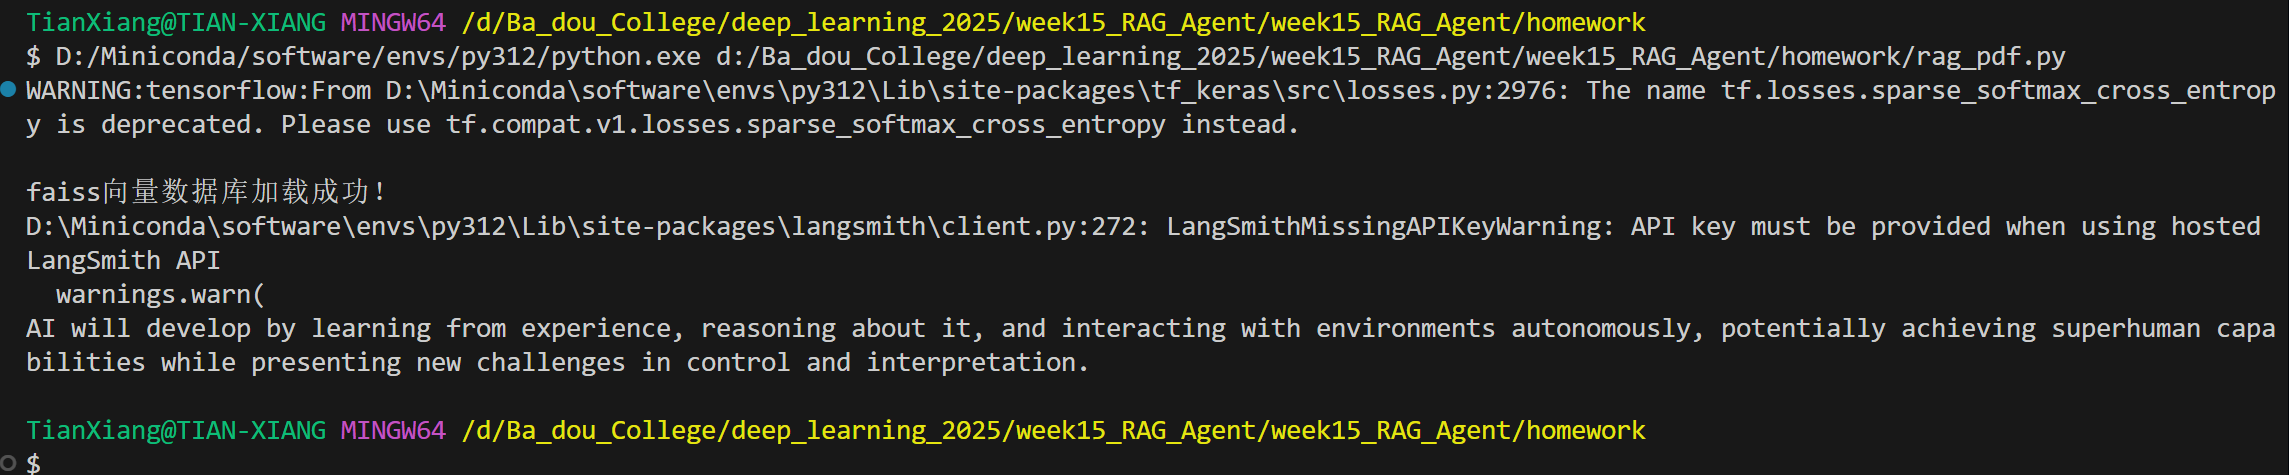 TianXiang@TIAN-XIANG MINGW64 /d/Ba_dou_College/deep_learning_2025/week15_RAG_Agent/week15_RAG_Agent/homework
$ D:/Miniconda/software/envs/py312/python.exe d:/Ba_dou_College/deep_learning_2025/week15_RAG_Agent/week15_RAG_Agent/homework/rag_pdf.py
WARNING:tensorflow:From D:\Miniconda\software\envs\py312\Lib\site-packages\tf_keras\src\losses.py:2976: The name tf.losses.sparse_softmax_cross_entrop
y is deprecated. Please use tf.compat.v1.losses.sparse_softmax_cross_entropy instead.
faiss向量数据库加载成功!
D:\Miniconda\software\envs\py312\Lib\site-packages\langsmith\client.py:272: LangSmithMissingAPIKeyWarning: API key must be provided when using hosted
LangSmith API
  warnings.warn(
AI will develop by learning from experience, reasoning about it, and interacting with environments autonomously, potentially achieving superhuman capa
bilities while presenting new challenges in control and interpretation.
TianXiang@TIAN-XIANG MINGW64 /d/Ba_dou_College/deep_learning_2025/week15_RAG_Agent/week15_RAG_Agent/homework
$